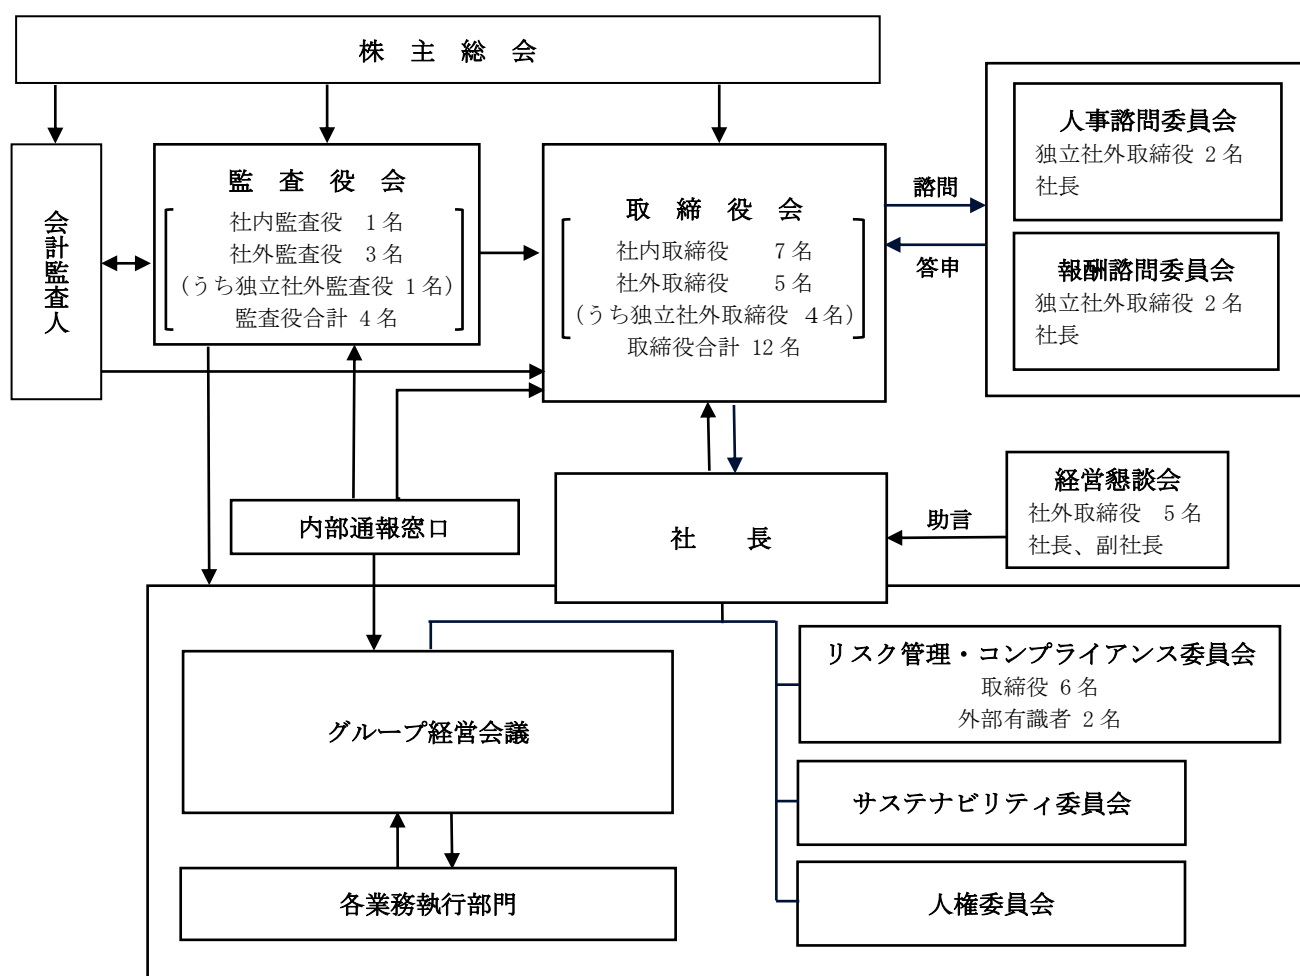 株 主 総 会
会計監査人
監 査 役 会
社内監査役 1名
社外監査役 3名
(うち独立社外監査役 1名)
監査役合計 4名
取 締 役 会
社内取締役 7名
社外取締役 5名
(うち独立社外取締役 4名)
取締役合計 12名
諮問
答申
人事諮問委員会
独立社外取締役 2名
社長
報酬諮問委員会
独立社外取締役 2名
社長
内部通報窓口
社 長
助言
経営懇談会
社外取締役 5名
社長、副社長
グループ経営会議
各業務執行部門
リスク管理・コンプライアンス委員会
取締役 6名
外部有識者 2名
サステナビリティ委員会
人権委員会